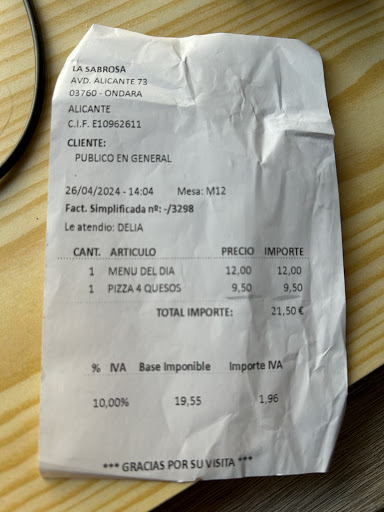 LA SABROSA
AVD. ALICANTE 73
03760 - ONDARA
ALICANTE
C.I.F. E10962611
CLIENTE:
PUBLICO EN GENERAL
26/04/2024 - 14:04 Mesa: M12
Fact. Simplificada nº: -/3298
Le atendio: DELIA
CANT. ARTICULO PRECIO IMPORTE
1 MENU DEL DIA 12,00 12,00
1 PIZZA 4 QUESOS 9,50 9,50
TOTAL IMPORTE: 21,50 €
% IVA Base Imponible Importe IVA
10,00% 19,55 1,96
*** GRACIAS POR SU VISITA ***